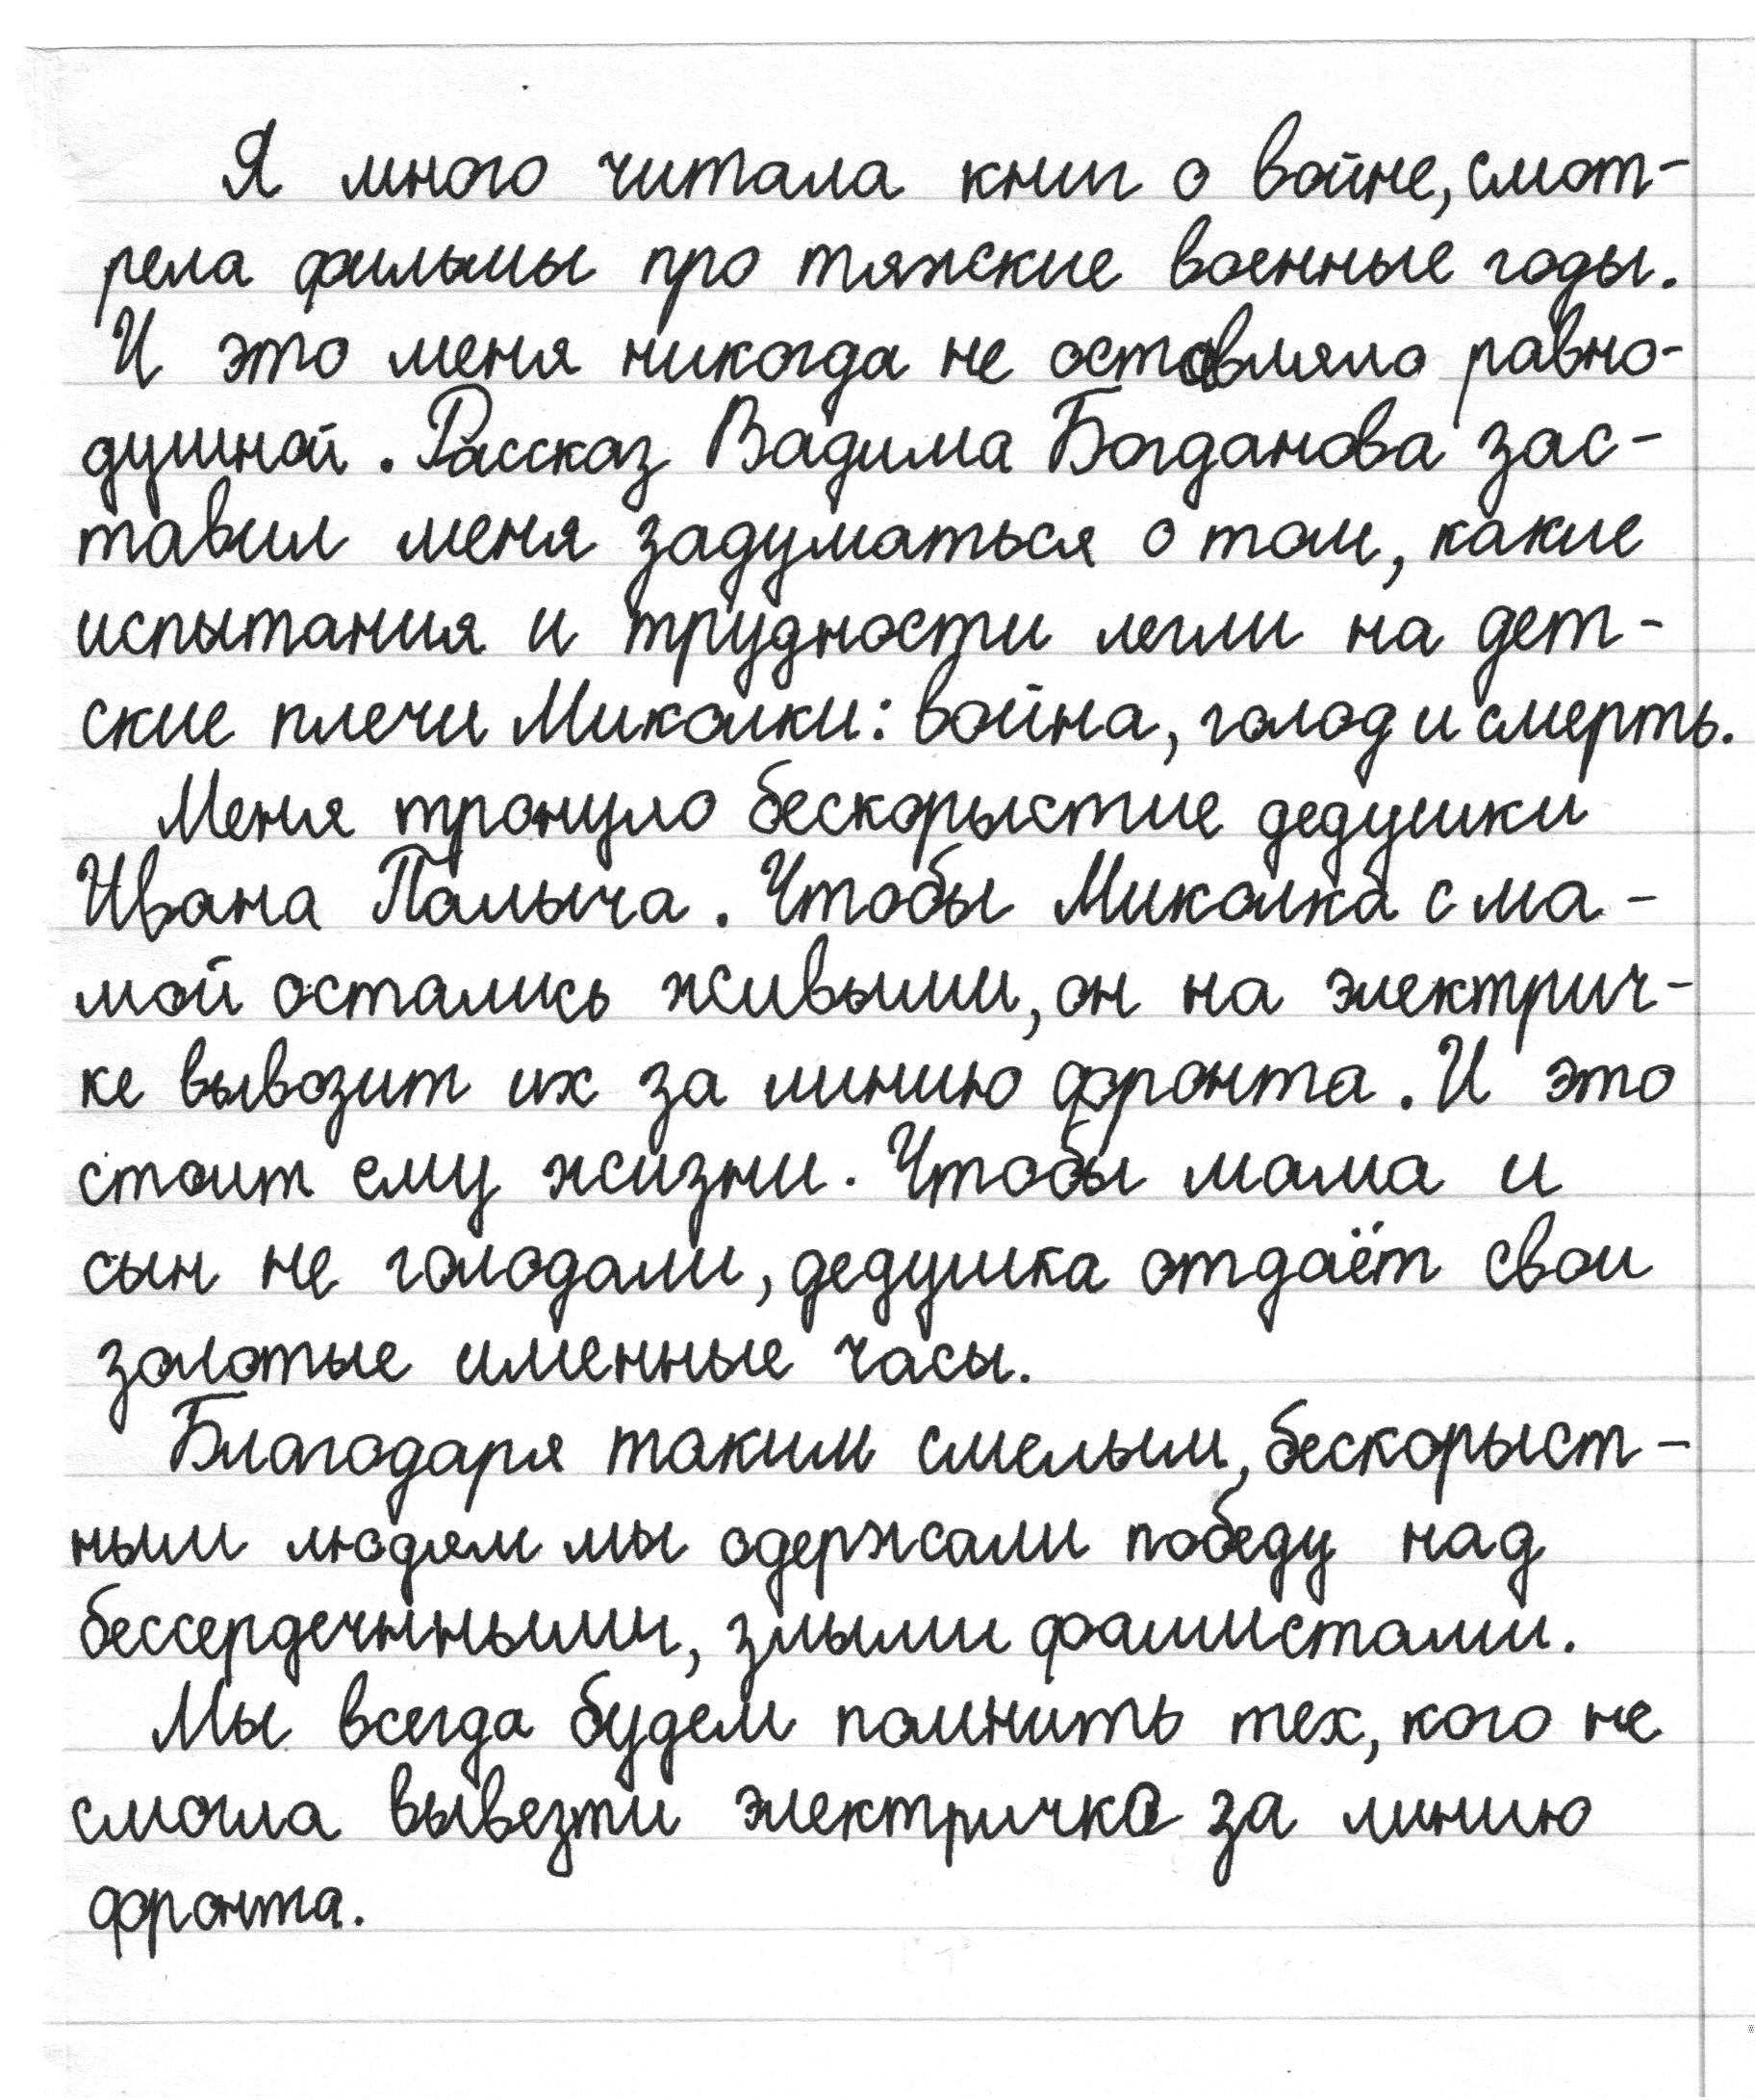 Я много читала книг о войне, смот-
рела фильмы про тяжские военные годы.
И это меня никогда не оставляло равно-
душной. Рассказ Вадима Богданова зас-
тавил меня задуматься о том, какие
испытания и трудности легли на дет-
ские плечи Миколки: война, голод и смерть.
Меня тронуло бескорыстие дедушки
Ивана Палыча. Чтобы Миколка с ма-
мой остались живыми, он на электрич-
ке вывозит их за линию фронта. И это
стоит ему жизни. Чтобы мама и
сын не голодали, дедушка отдаёт свои
золотые именные часы.
Благодаря таким смелым, бескорыст-
ным людям мы одержали победу над
бессердечнными, злыми фашистами.
Мы всегда будем помнить тех, кого не
смогла вывезти электричка за линию
фронта.